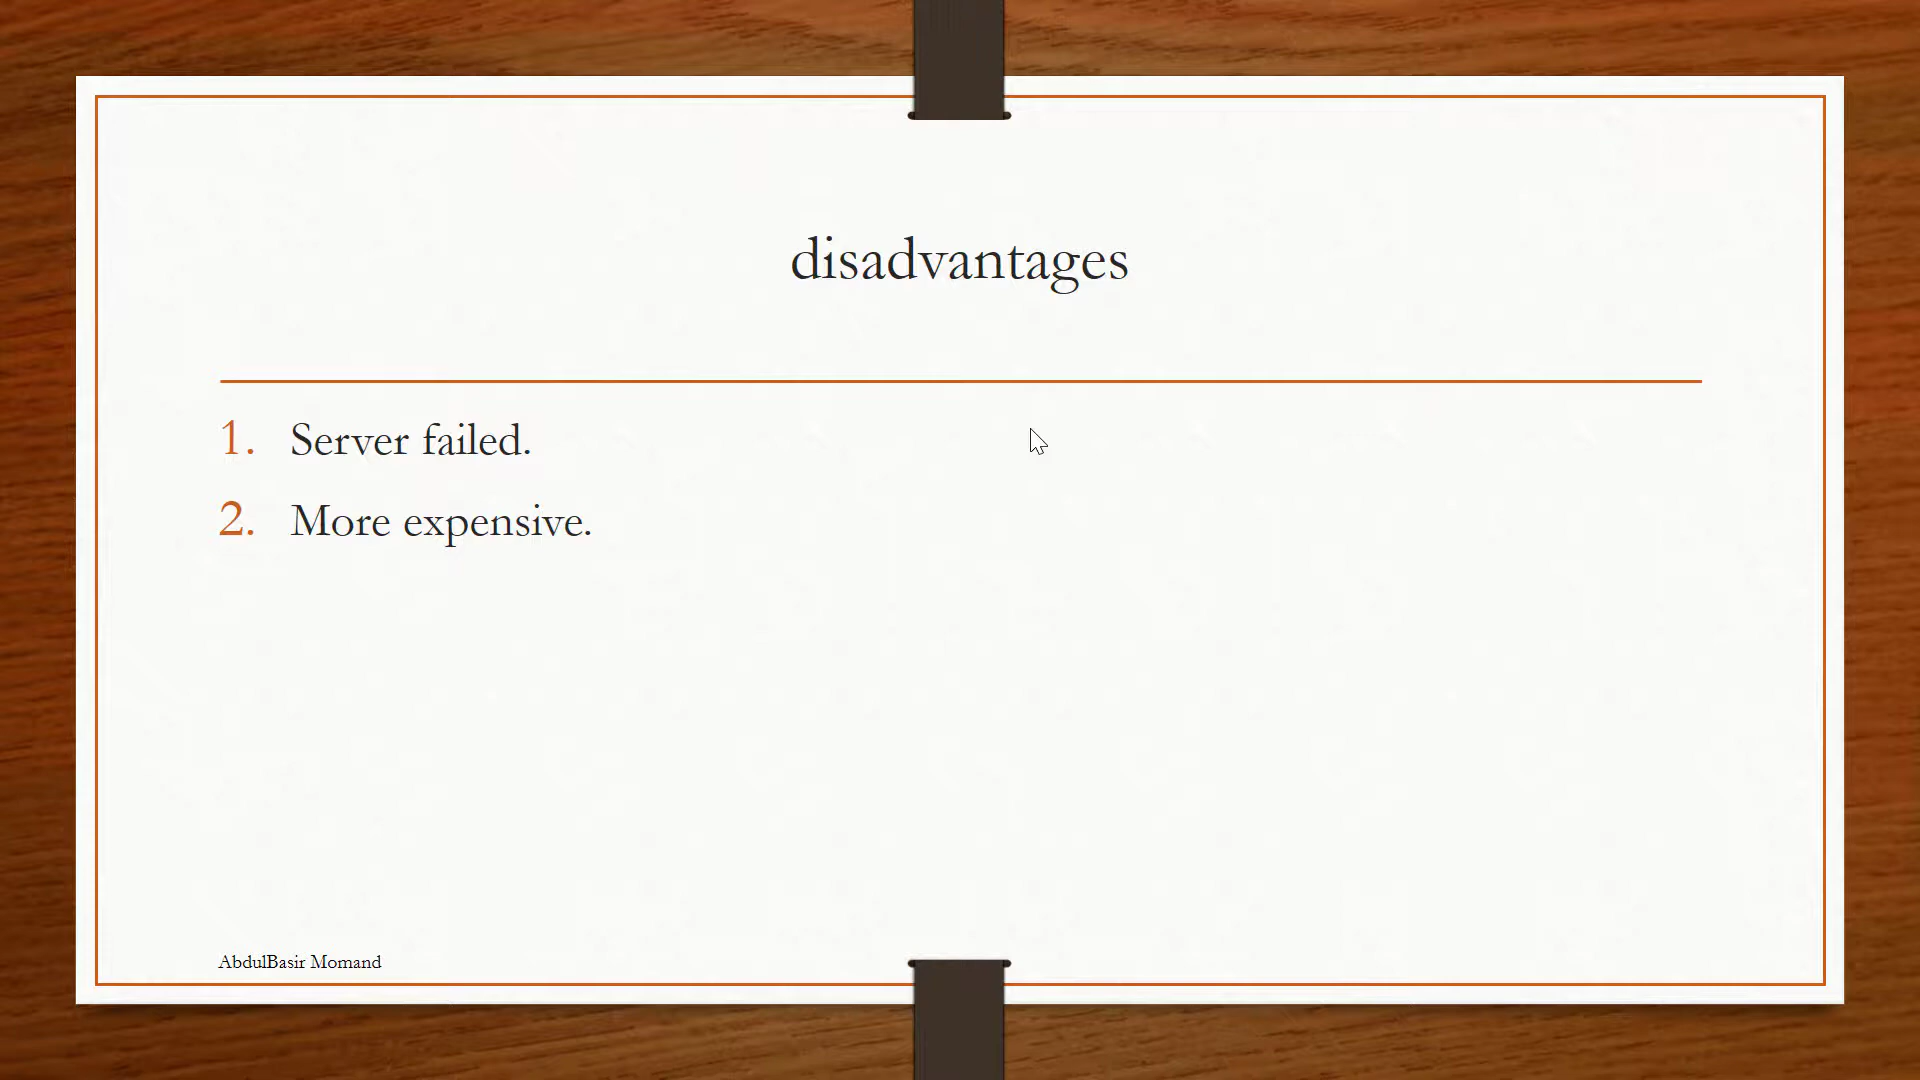 disadvantages
1. Server failed.
2. More expensive.
AbdulBasir Momand